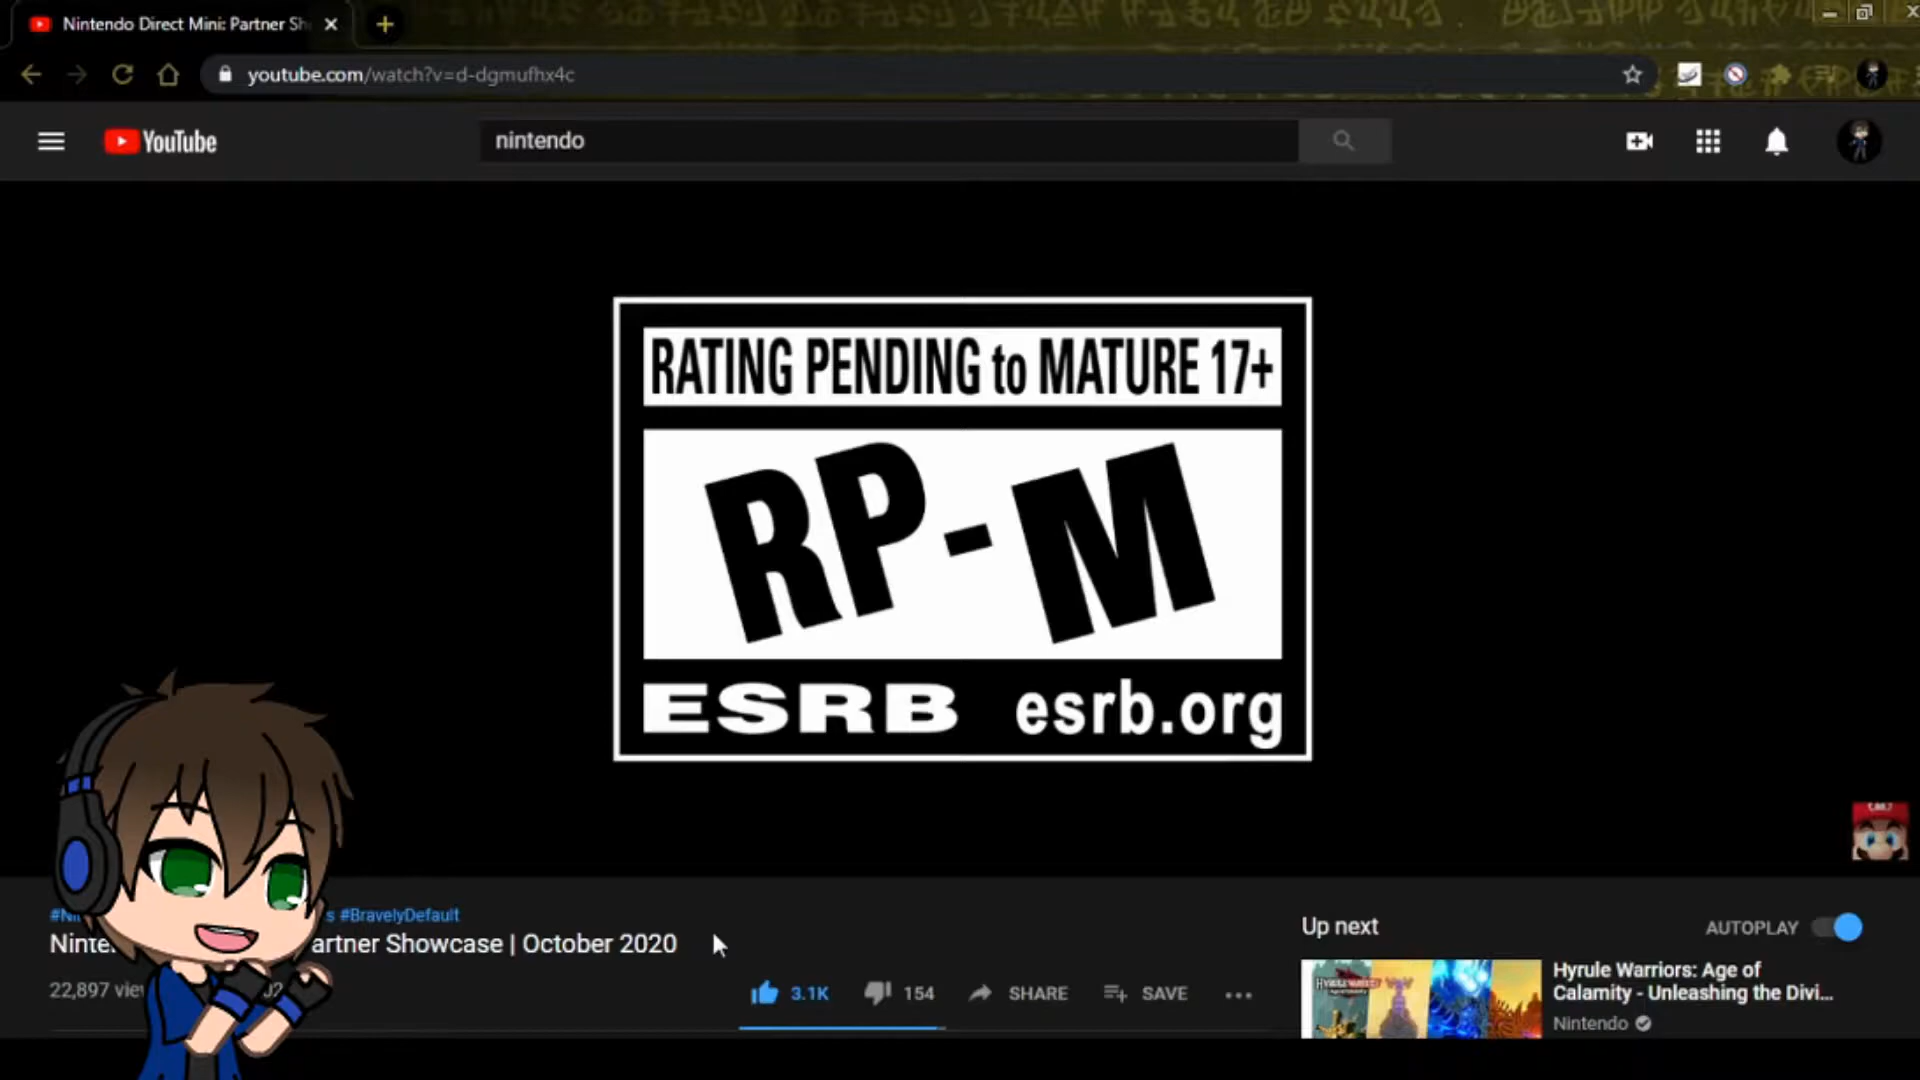 Nintendo Direct Mini: Partner Sh
youtube.com/watch?v=d-dgmufhx4c
YouTube
nintendo
RATING PENDING to MATURE 17+
RP-M
ESRB esrb.org
#BravelyDefault
artner Showcase | October 2020
22,897
3.1K
154
SHARE
SAVE
Up next
AUTOPLAY
Hyrule Warriors: Age of
Calamity - Unleashing the Divi...
Nintendo